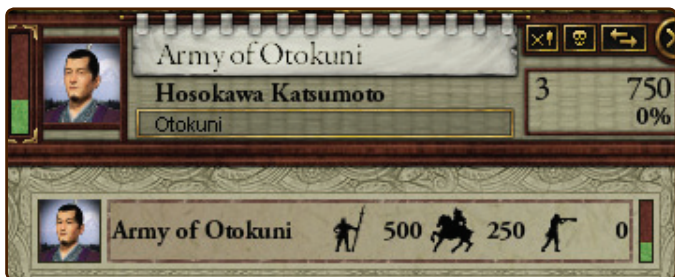 Army of Otokuni
Hosokawa Katsumoto
Otokuni
3 750
0%
Army of Otokuni 500 250 0